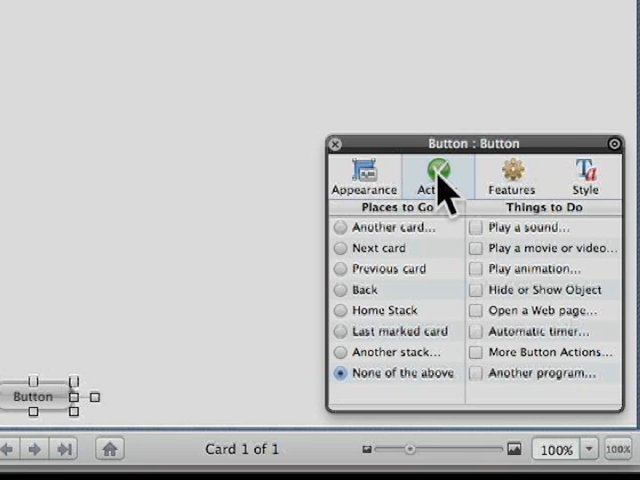 Button : Button
Appearance
Features
Style
Places to Go
Things to Do
Another card...
Play a sound...
Next card
Play a movie or video...
Previous card
Play animation...
Back
Hide or Show Object
Home Stack
Open a Web page...
Last marked card
Automatic timer...
Another stack...
More Button Actions...
None of the above
Another program...
Button
Card 1 of 1
100%
100%